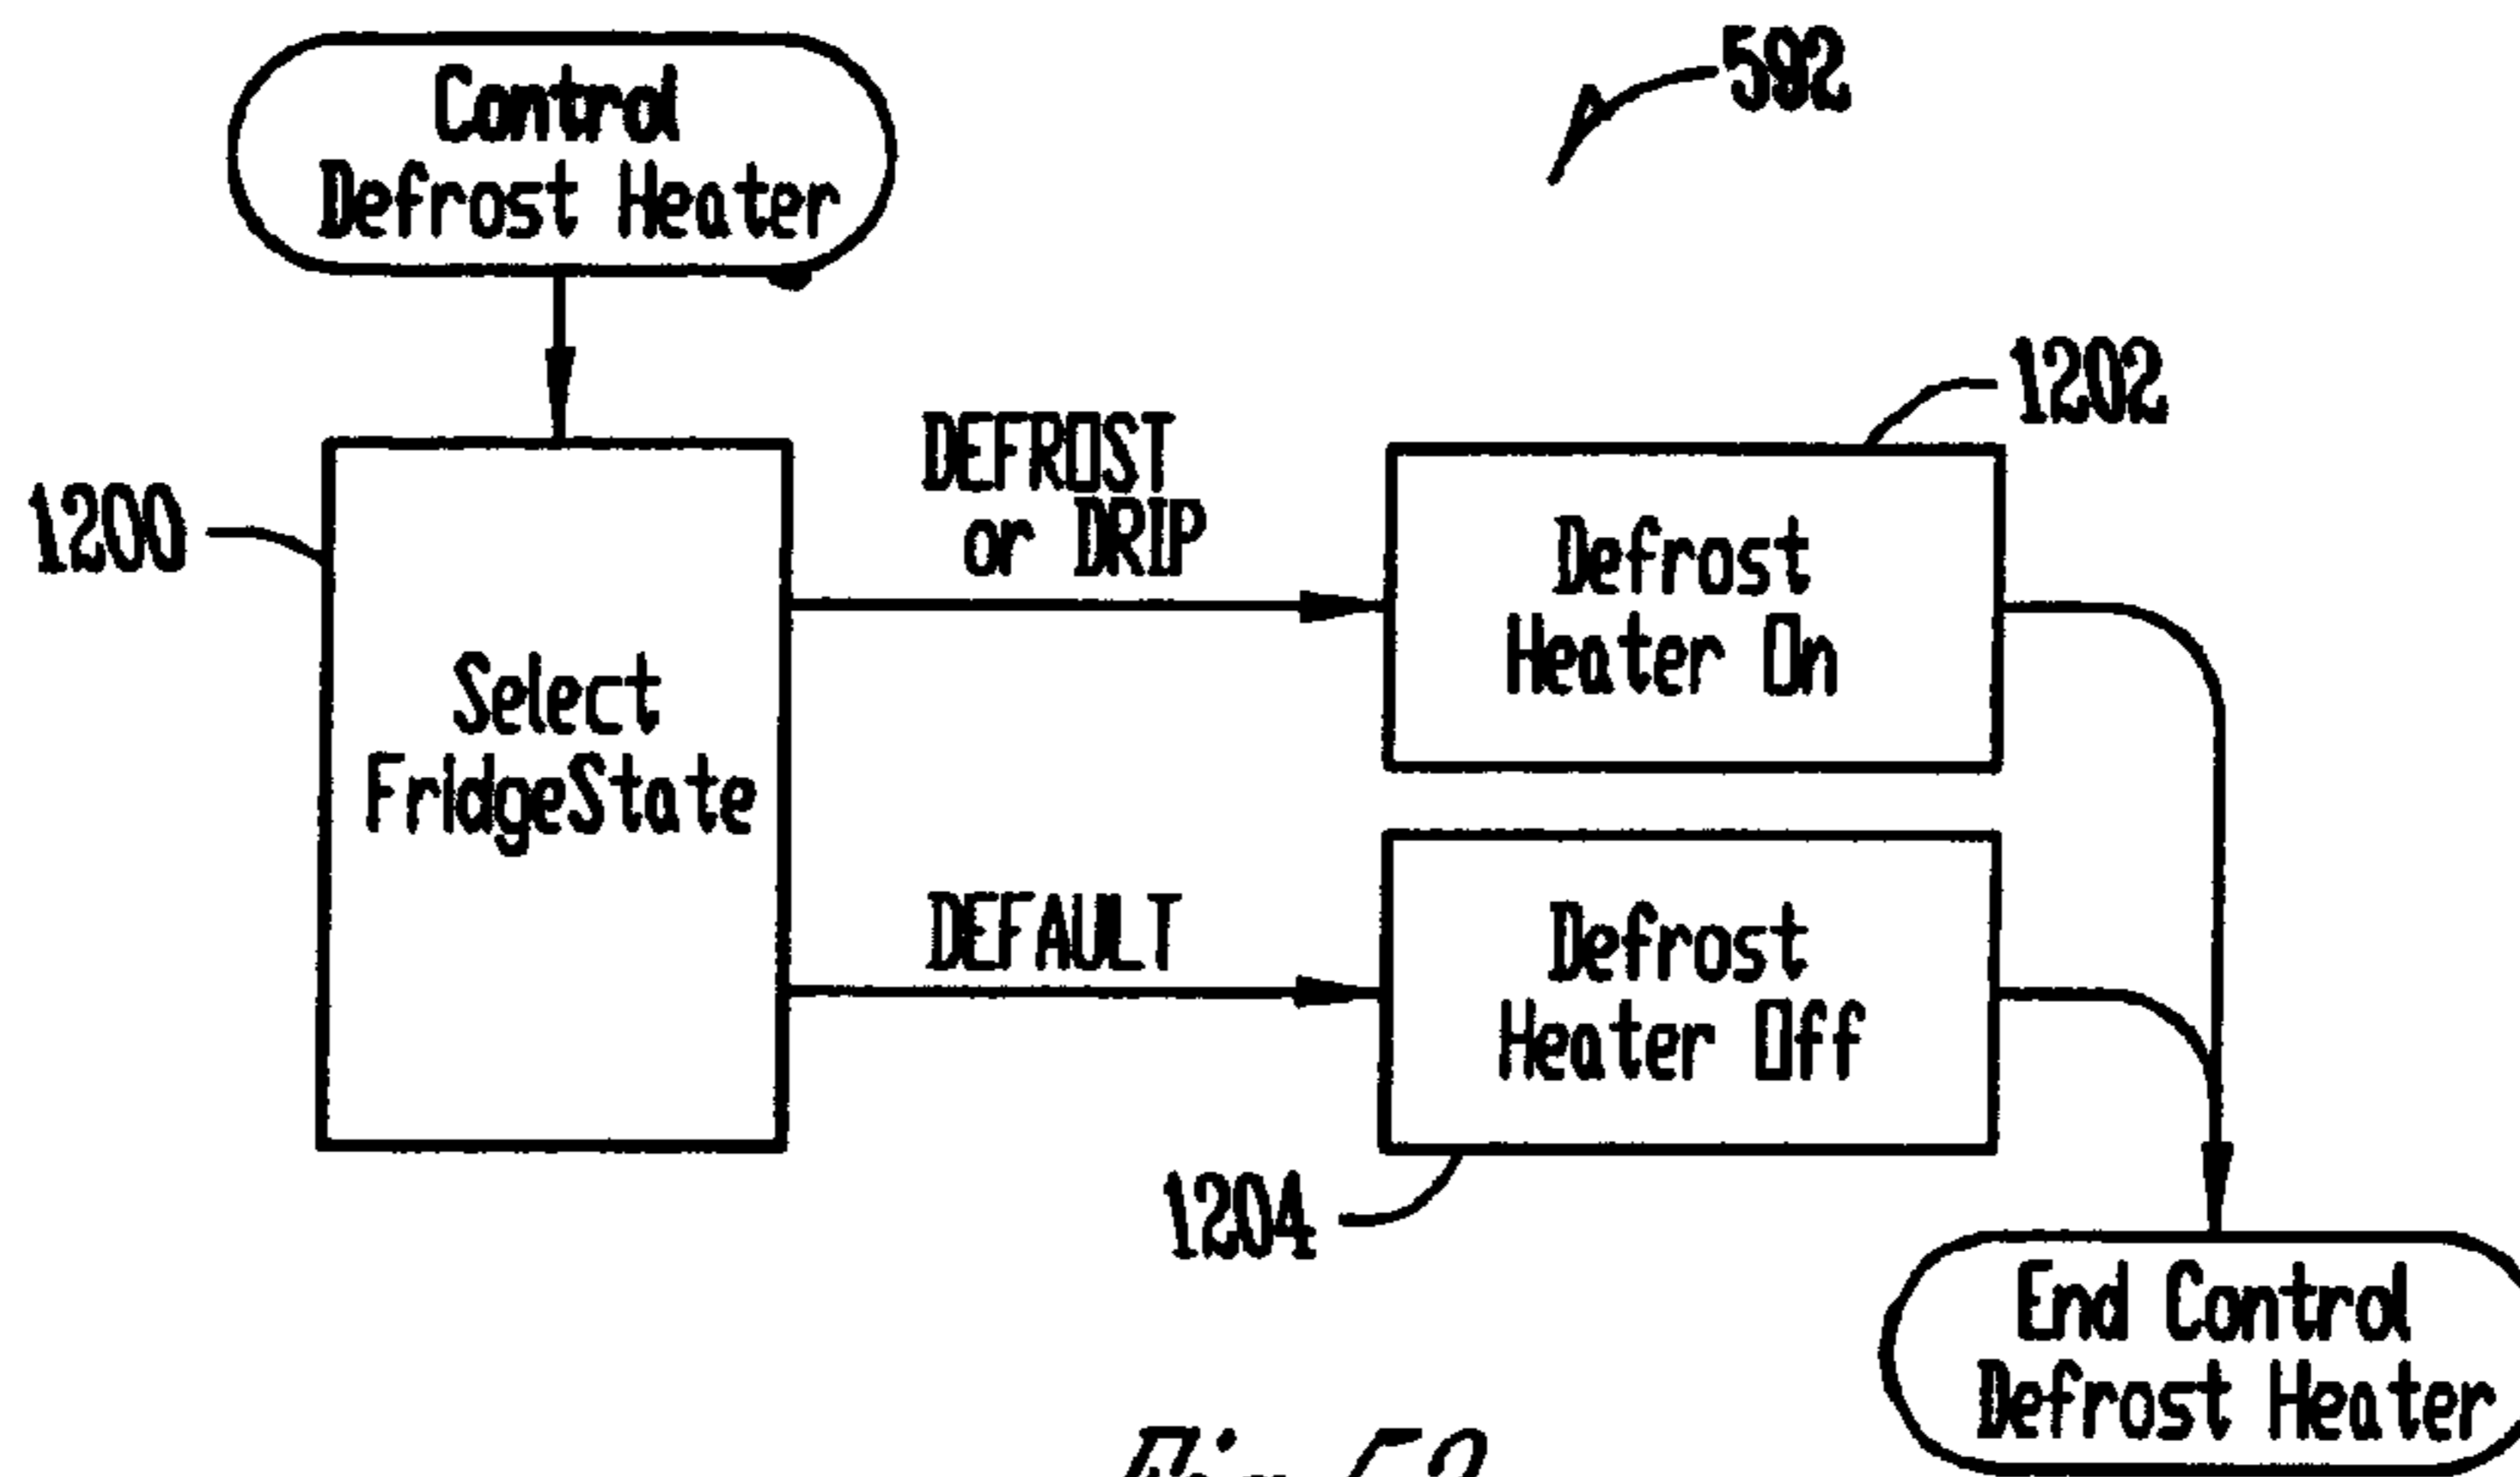 Control
Defrost Heater
592
1202
1200
DEFROST
or DRIP
Defrost
Heater On
Select
FridgeState
DEFAULT
Defrost
Heater Off
1204
End Control
Defrost Heater